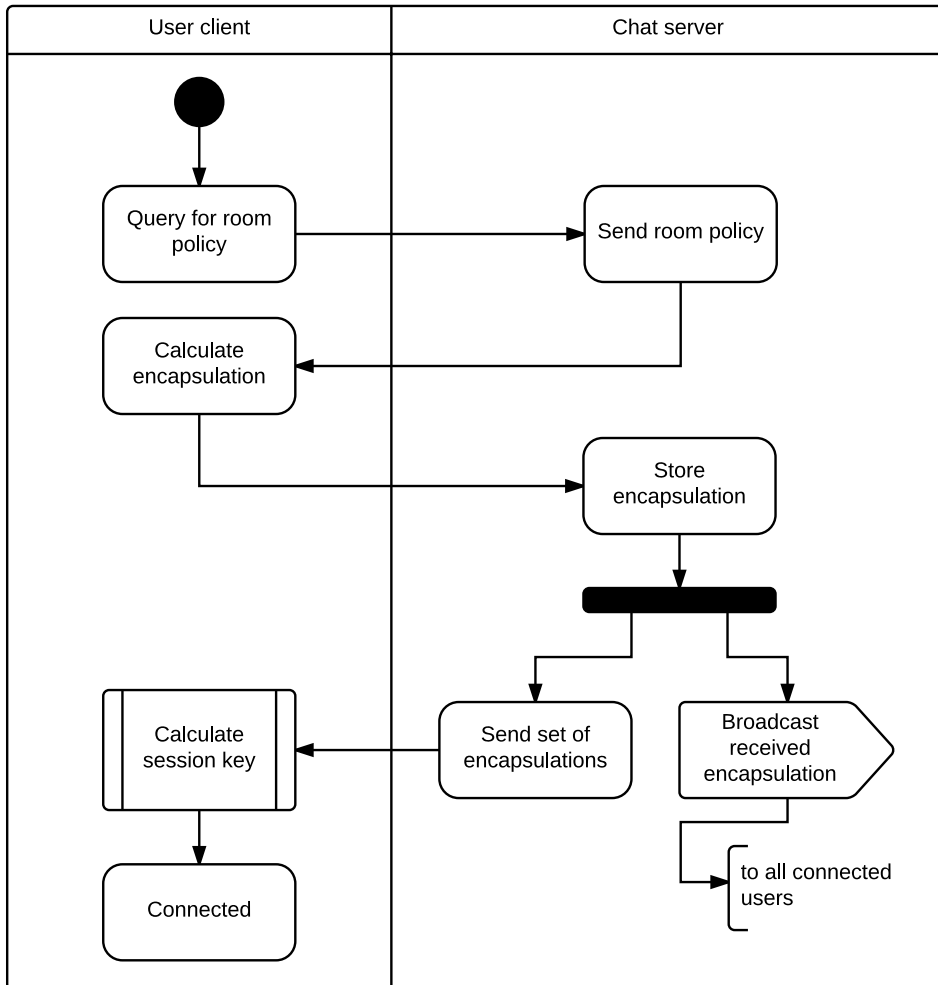 User client
Chat server
Query for room
policy
Send room policy
Calculate
encapsulation
Store
encapsulation
Calculate
session key
Send set of
encapsulations
Broadcast
received
encapsulation
to all connected
users
Connected